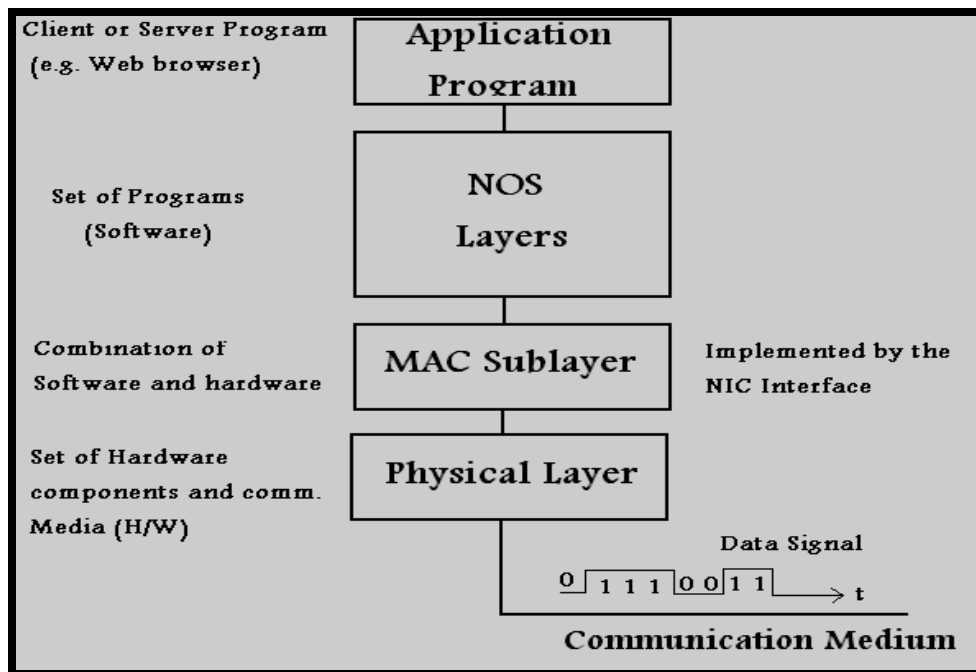 Client or Server Program
(e.g. Web browser)
Application
Program
Set of Programs
(Software)
NOS
Layers
Combination of
Software and hardware
MAC Sublayer
Implemented by the
NIC Interface
Set of Hardware
components and comm.
Media (H/W)
Physical Layer
Data Signal
0 1 1 1 0 0 1 1 t
Communication Medium